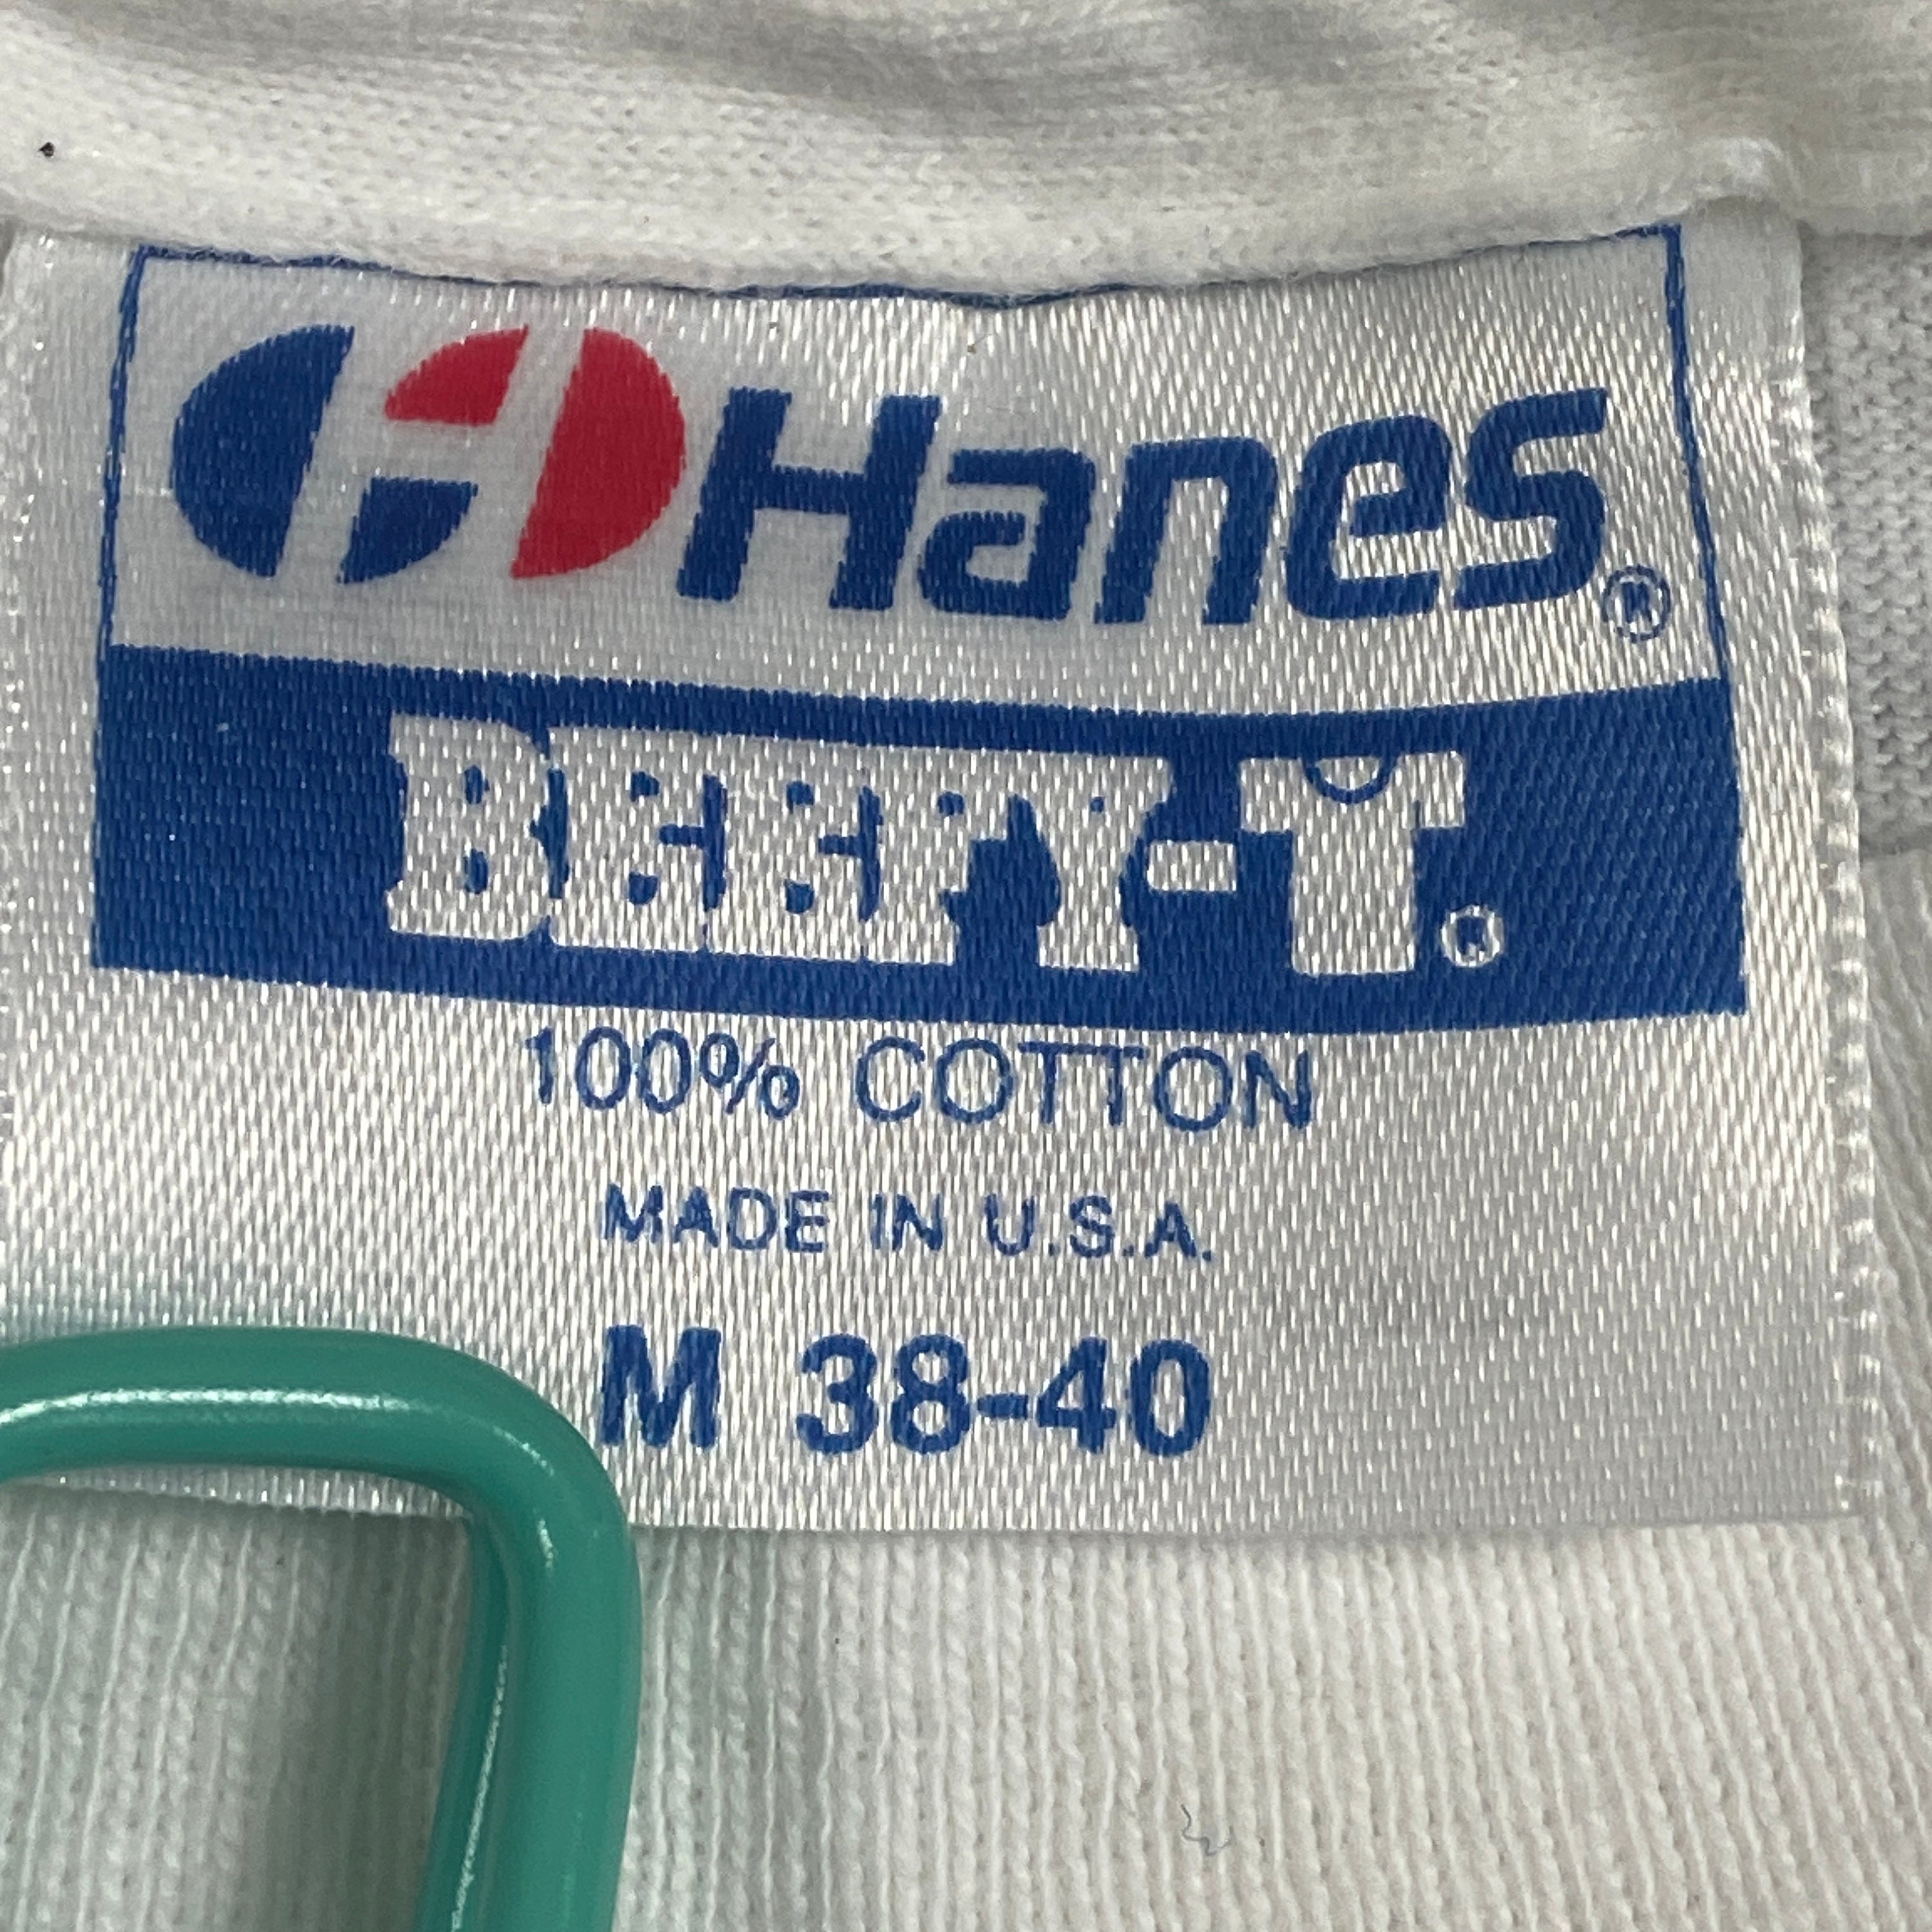 Hanes®
BEEFY-T®
100% COTTON
MADE IN U.S.A.
M 38-40